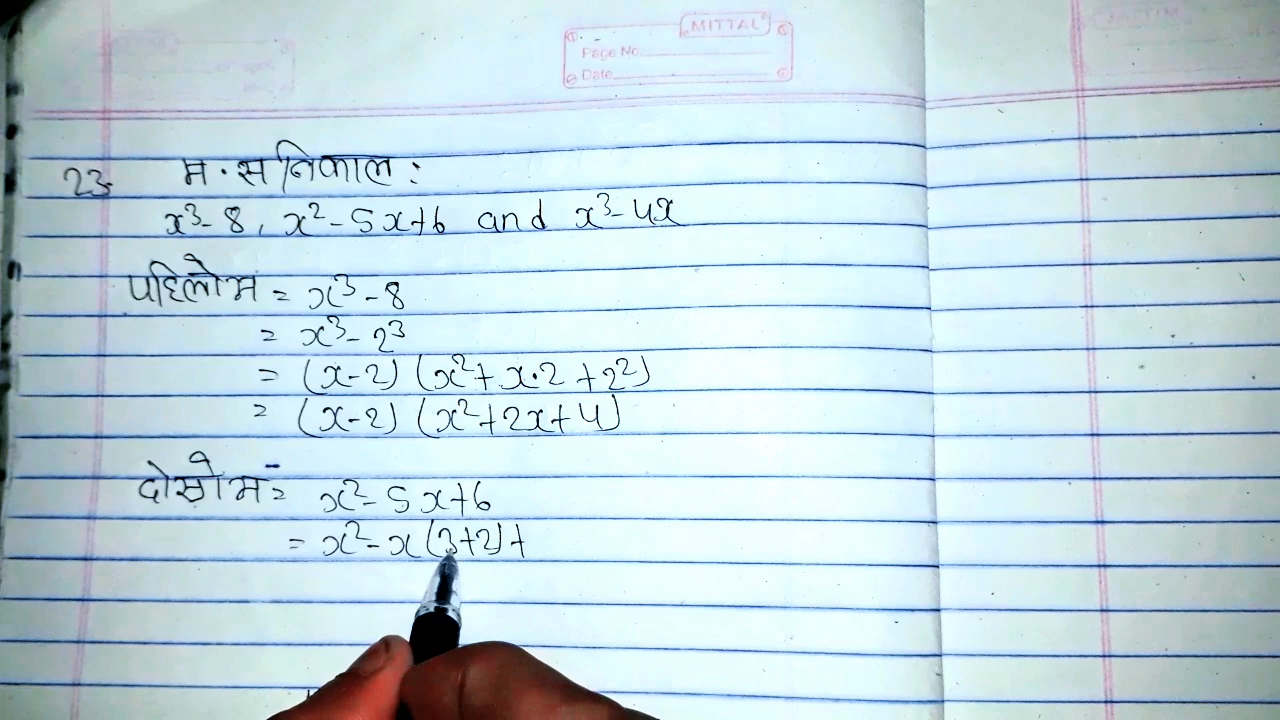 MITTAL
Page No.
Date
23. म.स निकाल :
x³-8, x²-5x+6 and x³-4x
पहिलो भ = x³-8
= x³-2³
= (x-2) (x²+x·2+2²)
= (x-2) (x²+2x+4)
= x²-5x+6
= x²-x(3+2)+